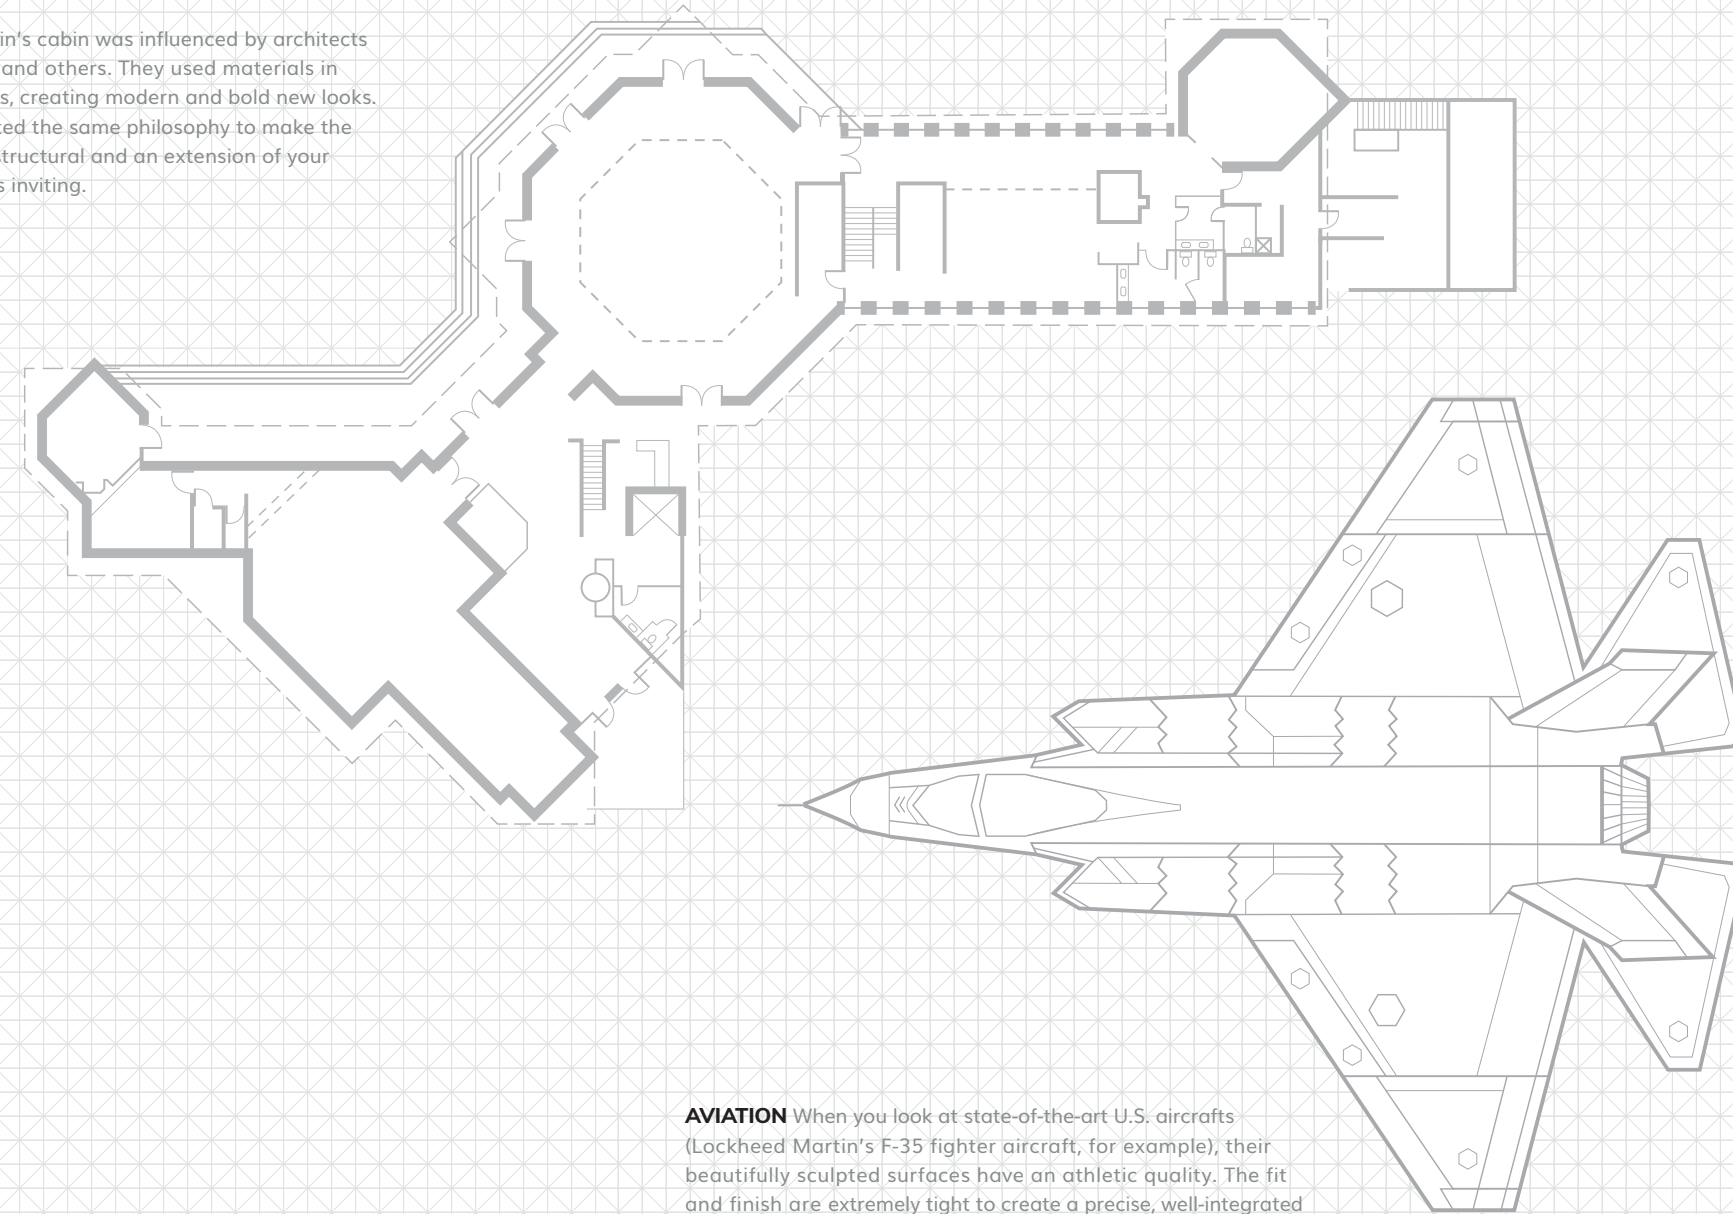 in’s cabin was influenced by architects
and others. They used materials in
s, creating modern and bold new looks.
ted the same philosophy to make the
structural and an extension of your
s inviting.
AVIATION When you look at state-of-the-art U.S. aircrafts
(Lockheed Martin’s F-35 fighter aircraft, for example), their
beautifully sculpted surfaces have an athletic quality. The fit
and finish are extremely tight to create a precise, well-integrated